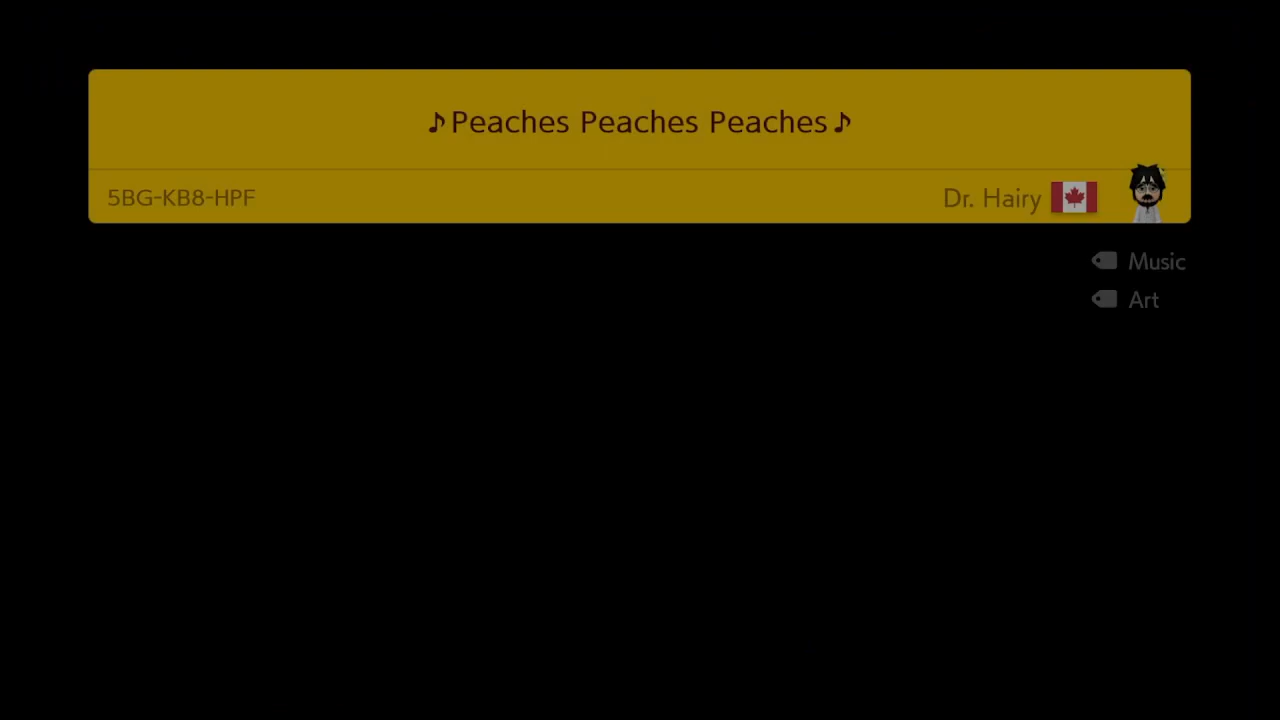 ♪Peaches Peaches Peaches♪
5BG-KB8-HPF
Dr. Hairy
Music
Art